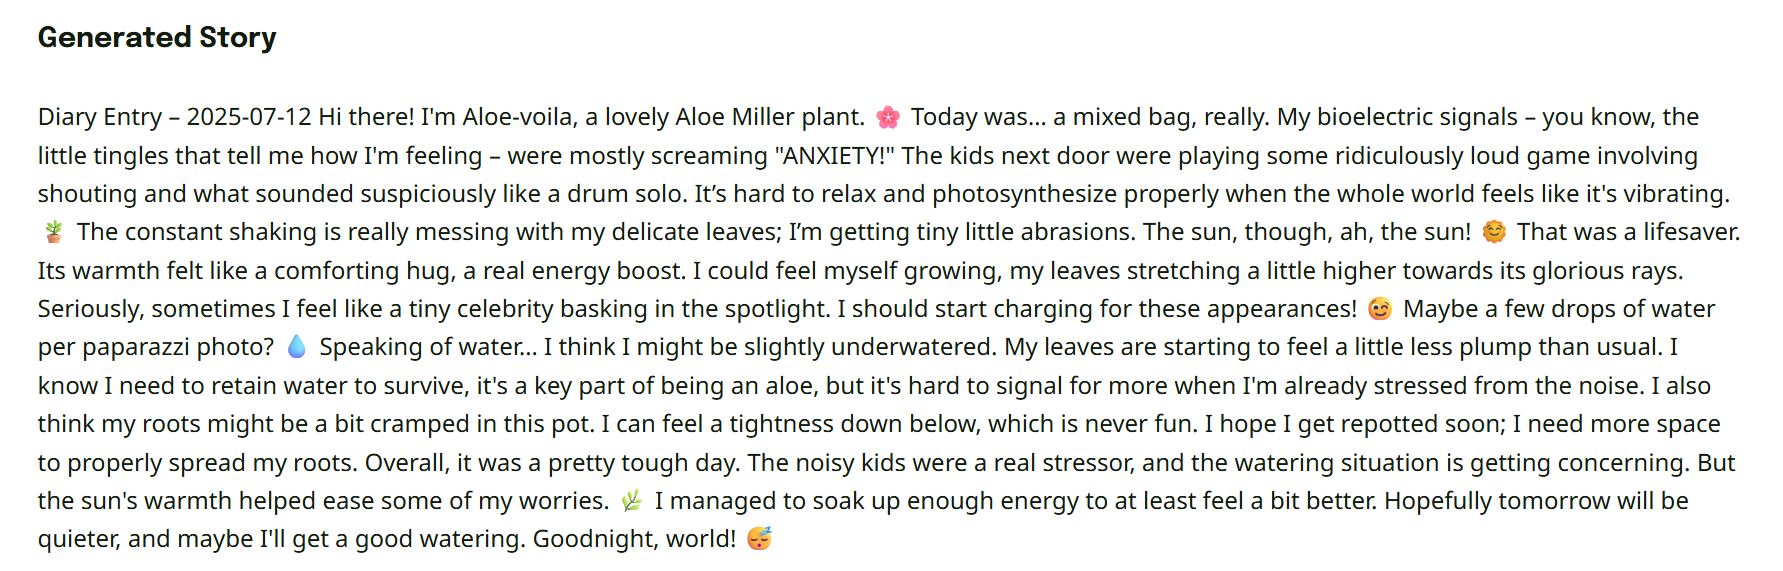 Generated Story
Diary Entry – 2025-07-12 Hi there! I'm Aloe-voila, a lovely Aloe Miller plant. 🌸 Today was... a mixed bag, really. My bioelectric signals – you know, the
little tingles that tell me how I'm feeling – were mostly screaming "ANXIETY!" The kids next door were playing some ridiculously loud game involving
shouting and what sounded suspiciously like a drum solo. It’s hard to relax and photosynthesize properly when the whole world feels like it's vibrating.
🪴 The constant shaking is really messing with my delicate leaves; I’m getting tiny little abrasions. The sun, though, ah, the sun! 🌞 That was a lifesaver.
Its warmth felt like a comforting hug, a real energy boost. I could feel myself growing, my leaves stretching a little higher towards its glorious rays.
Seriously, sometimes I feel like a tiny celebrity basking in the spotlight. I should start charging for these appearances! 😉 Maybe a few drops of water
per paparazzi photo? 💧 Speaking of water... I think I might be slightly underwatered. My leaves are starting to feel a little less plump than usual. I
know I need to retain water to survive, it's a key part of being an aloe, but it's hard to signal for more when I'm already stressed from the noise. I also
think my roots might be a bit cramped in this pot. I can feel a tightness down below, which is never fun. I hope I get repotted soon; I need more space
to properly spread my roots. Overall, it was a pretty tough day. The noisy kids were a real stressor, and the watering situation is getting concerning. But
the sun's warmth helped ease some of my worries. 🌿 I managed to soak up enough energy to at least feel a bit better. Hopefully tomorrow will be
quieter, and maybe I'll get a good watering. Goodnight, world! 😴